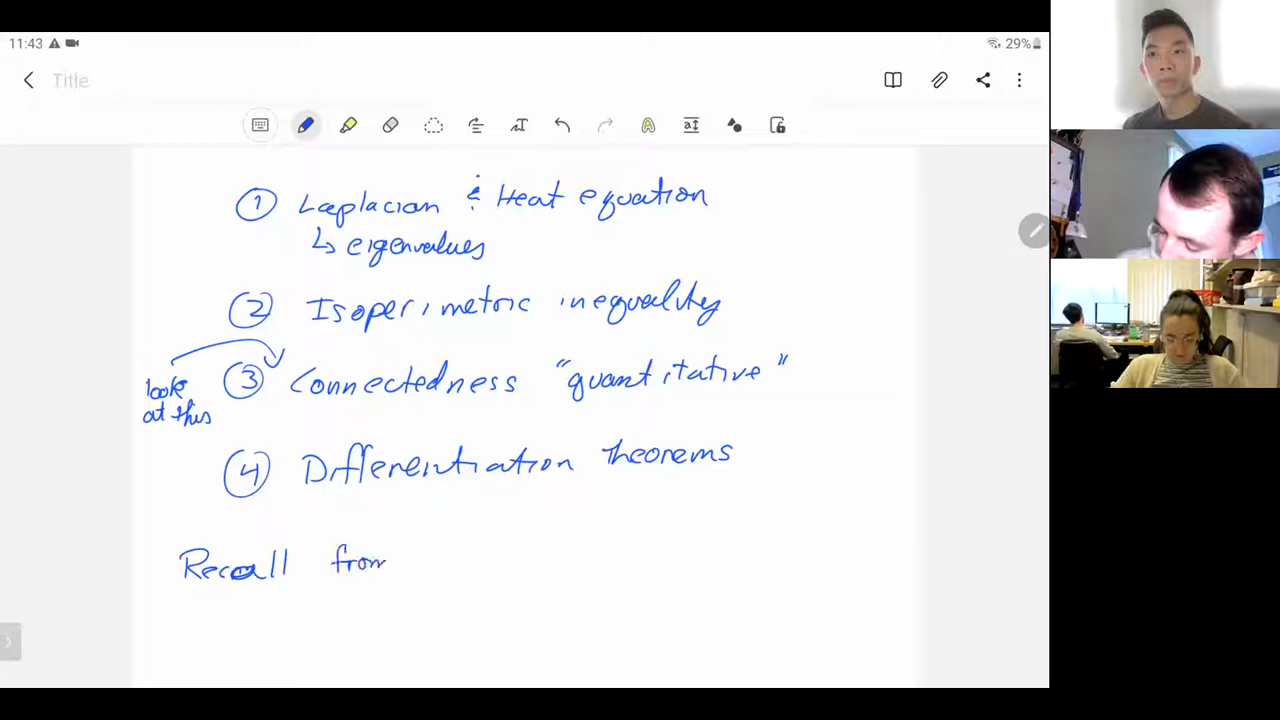 11:43
29%
Title
① Laplacian & Heat equation
↳ eigenvalues
② Isoperimetric inequality
look at this
③ Connectedness "quantitative"
④ Differentiation Theorems
Recall from